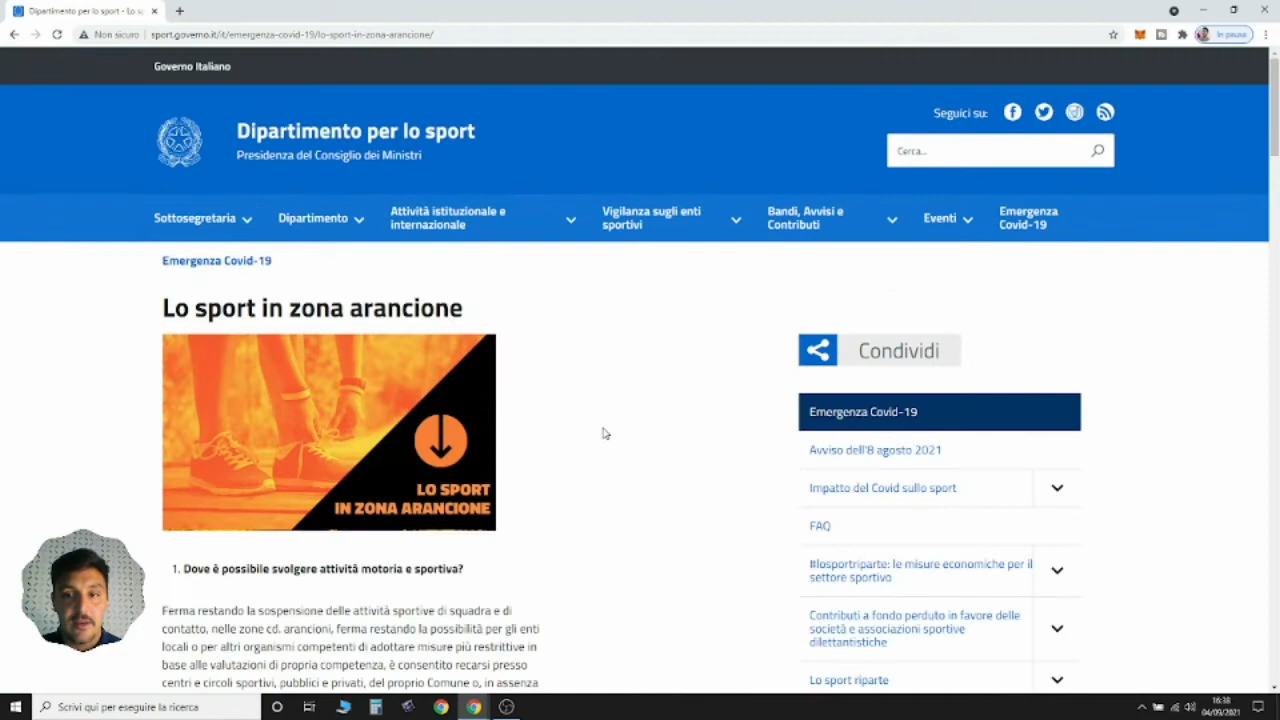 Dipartimento per lo sport - Lo s
Non sicuro
sport.governo.it/it/emergenza-covid-19/lo-sport-in-zona-arancione/
In pausa
Governo Italiano
Dipartimento per lo sport
Presidenza del Consiglio dei Ministri
Seguici su:
Cerca...
Sottosegretaria
Dipartimento
Attività istituzionale e
internazionale
Vigilanza sugli enti
sportivi
Bandi, Avvisi e
Contributi
Eventi
Emergenza
Covid-19
Emergenza Covid-19
Lo sport in zona arancione
LO SPORT
IN ZONA ARANCIONE
1. Dove è possibile svolgere attività motoria e sportiva?
Ferma restando la sospensione delle attività sportive di squadra e di
contatto, nelle zone cd. arancioni, ferma restando la possibilità per gli enti
locali o per altri organismi competenti di adottare misure più restrittive in
base alle valutazioni di propria competenza, è consentito recarsi presso
centri e circoli sportivi, pubblici e privati, del proprio Comune o, in assenza
Condividi
Emergenza Covid-19
Avviso dell'8 agosto 2021
Impatto del Covid sullo sport
FAQ
#losportriparte: le misure economiche per il
settore sportivo
Contributi a fondo perduto in favore delle
società e associazioni sportive
dilettantistiche
Lo sport riparte
Scrivi qui per eseguire la ricerca
16:38
04/09/2021